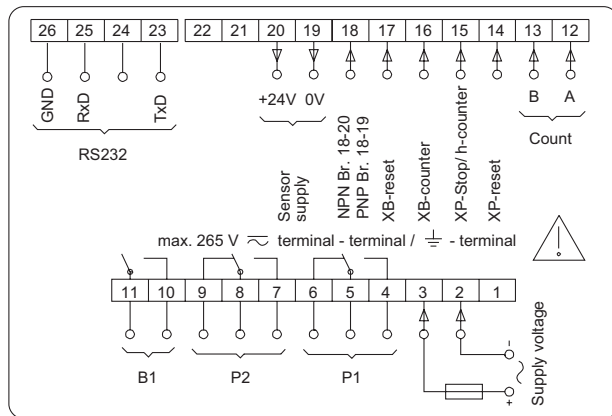 26 25 24 23 22 21 20 19 18 17 16 15 14 13 12
GND
RxD
TxD
RS232
+24V 0V
Sensor
supply
NPN Br. 18-20
PNP Br. 18-19
XB-reset
XB-counter
XP-Stop/ h-counter
XP-reset
B A
Count
max. 265 V ⎓ terminal - terminal / ⏚ - terminal
11 10 9 8 7 6 5 4 3 2 1
B1 P2 P1
Supply voltage
- 
~
+